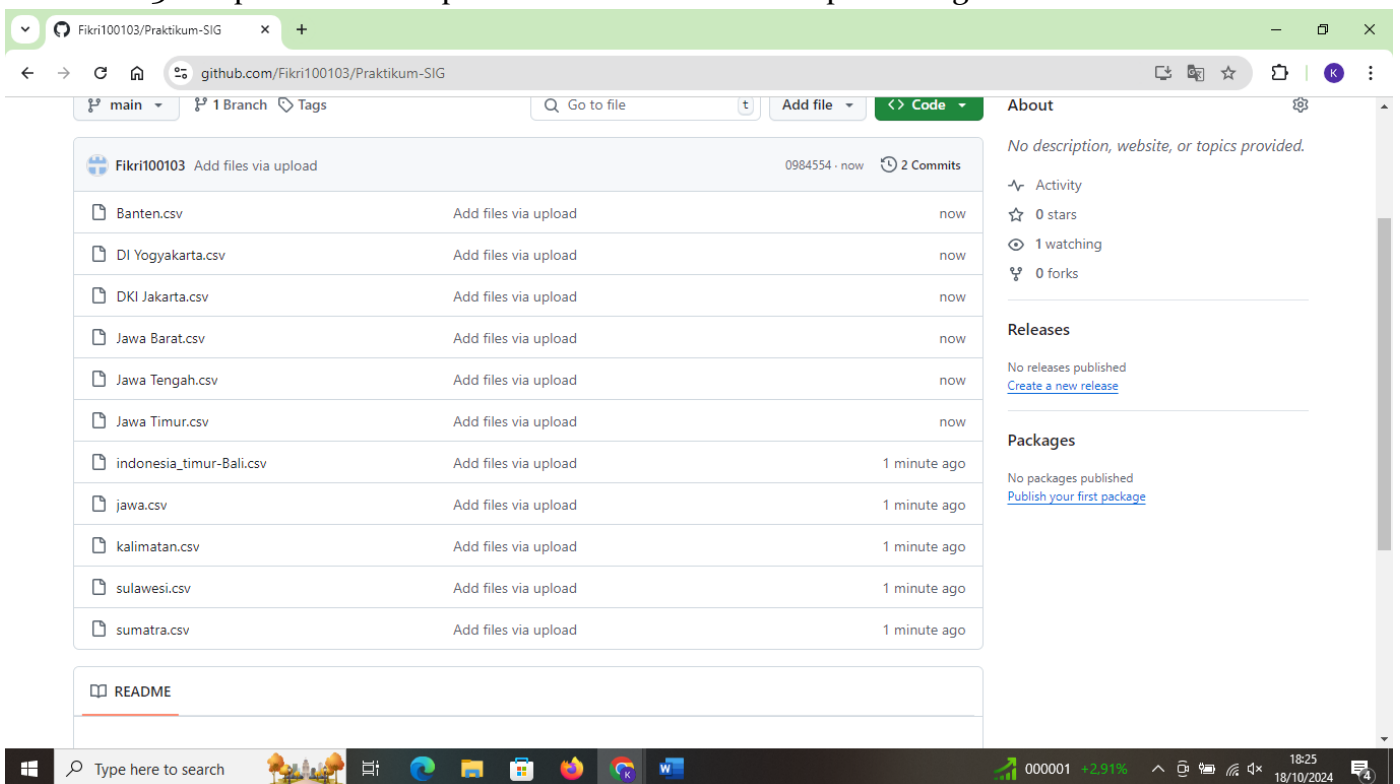 Fikri100103/Praktikum-SIG
github.com/Fikri100103/Praktikum-SIG
K
main 1 Branch Tags Go to file t Add file <> Code
About
No description, website, or topics provided.
Fikri100103 Add files via upload 0984554 · now 2 Commits
Activity
Banten.csv Add files via upload now
0 stars
1 watching
DI Yogyakarta.csv Add files via upload now
0 forks
DKI Jakarta.csv Add files via upload now
Releases
Jawa Barat.csv Add files via upload now
No releases published
Jawa Tengah.csv Add files via upload now
Create a new release
Jawa Timur.csv Add files via upload now
Packages
indonesia_timur-Bali.csv Add files via upload 1 minute ago
No packages published
Publish your first package
jawa.csv Add files via upload 1 minute ago
kalimatan.csv Add files via upload 1 minute ago
sulawesi.csv Add files via upload 1 minute ago
sumatra.csv Add files via upload 1 minute ago
README
Type here to search
W
000001 +2,91%
18:25
18/10/2024
4